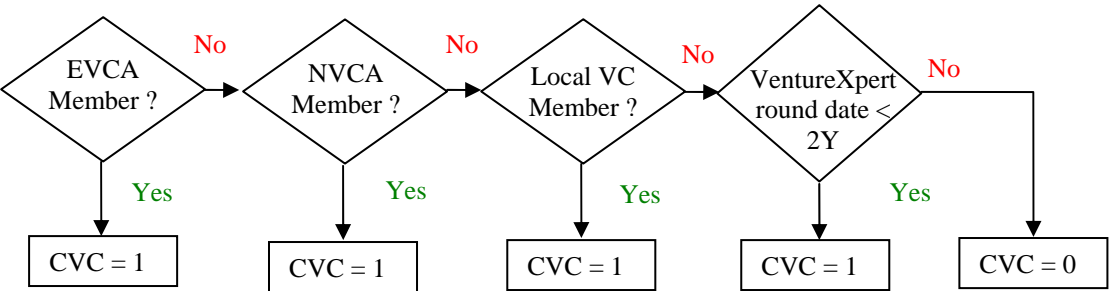 EVCA
Member ?
No
NVCA
Member ?
No
Local VC
Member ?
No
VentureXpert
round date <
2Y
No
Yes
Yes
Yes
Yes
CVC = 1
CVC = 1
CVC = 1
CVC = 1
CVC = 0